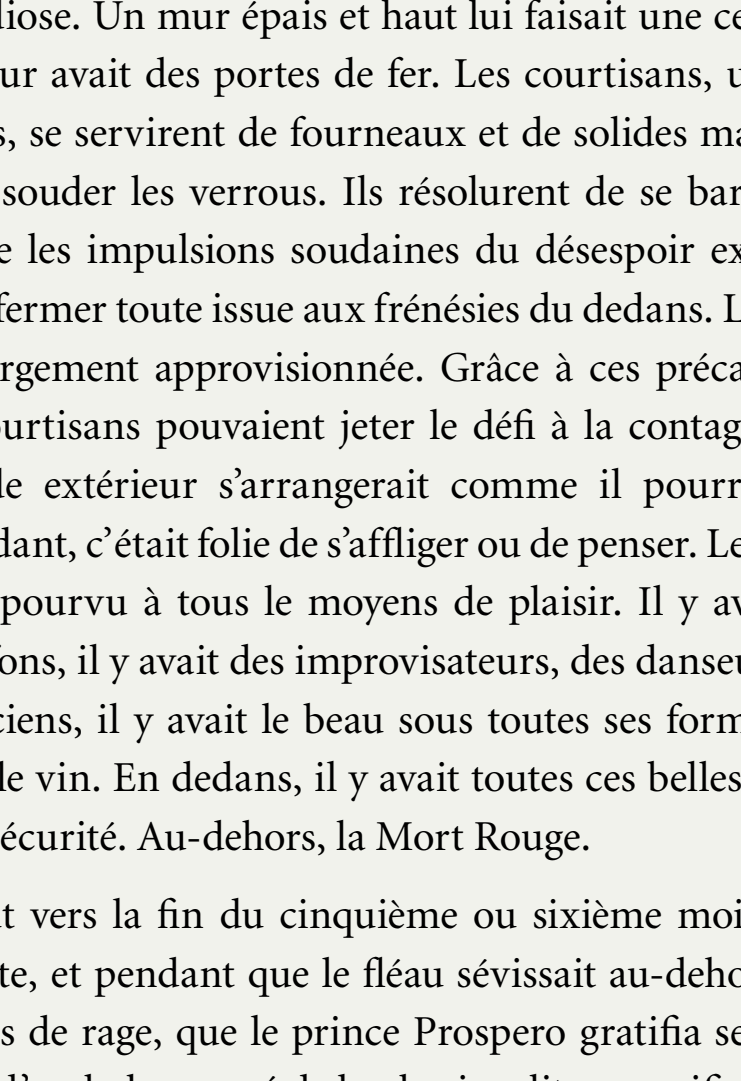 diose. Un mur épais et haut lui faisait une ce
ur avait des portes de fer. Les courtisans, u
s, se servirent de fourneaux et de solides ma
souder les verrous. Ils résolurent de se bar
e les impulsions soudaines du désespoir ex
fermer toute issue aux frénésies du dedans. L
rgement approvisionnée. Grâce à ces préca
ourtisans pouvaient jeter le défi à la contag
de extérieur s’arrangerait comme il pourr
dant, c’était folie de s’affliger ou de penser. Le
pourvu à tous le moyens de plaisir. Il y av
fons, il y avait des improvisateurs, des danseu
ciens, il y avait le beau sous toutes ses form
le vin. En dedans, il y avait toutes ces belles
écurité. Au-dehors, la Mort Rouge.
ut vers la fin du cinquième ou sixième moi
te, et pendant que le fléau sévissait au-deho
s de rage, que le prince Prospero gratifia se